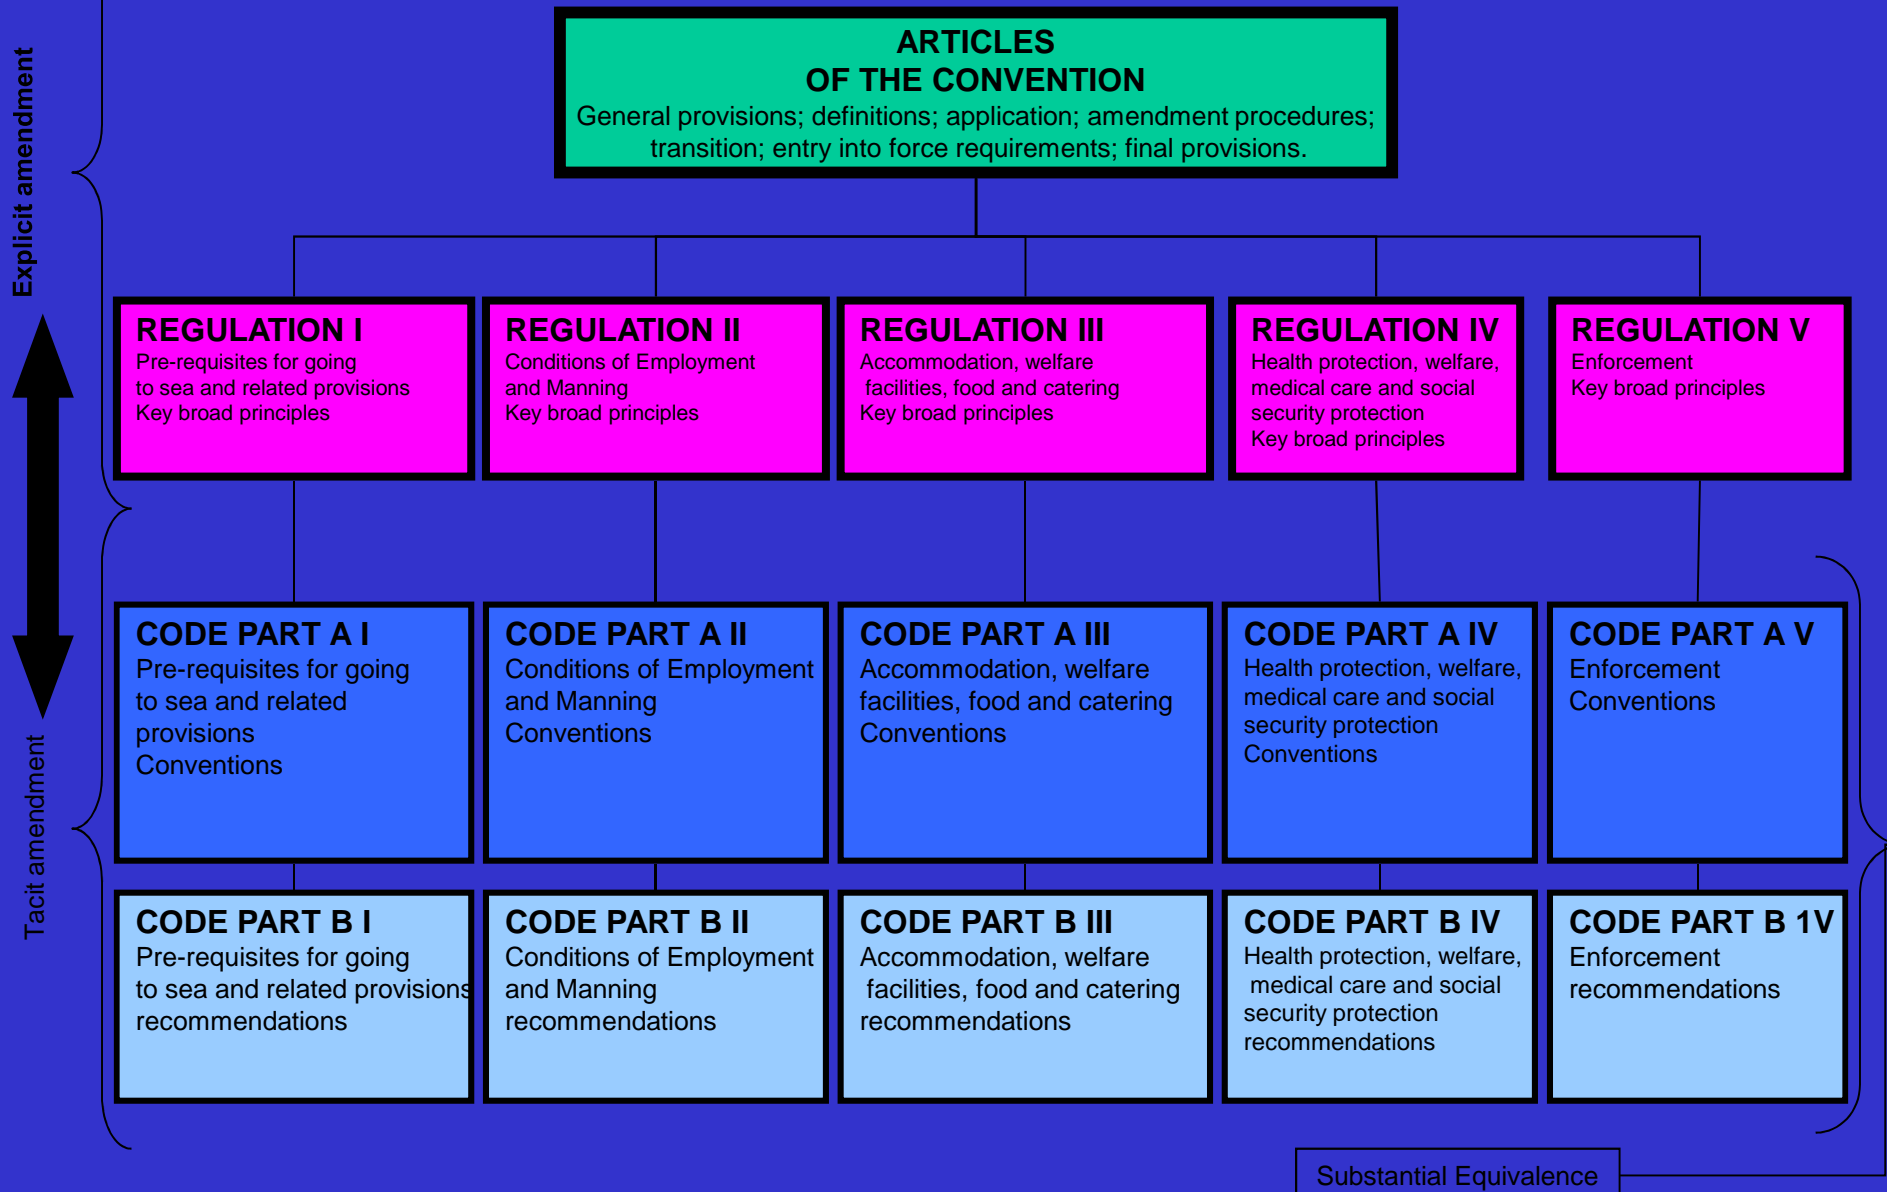 ARTICLES
OF THE CONVENTION
General provisions; definitions; application; amendment procedures;
transition; entry into force requirements; final provisions.
Explicit amendment
REGULATION I
Pre-requisites for going
to sea and related provisions
Key broad principles
REGULATION II
Conditions of Employment
and Manning
Key broad principles
REGULATION III
Accommodation, welfare
facilities, food and catering
Key broad principles
REGULATION IV
Health protection, welfare,
medical care and social
security protection
Key broad principles
REGULATION V
Enforcement
Key broad principles
Tacit amendment
CODE PART A I
Pre-requisites for going
to sea and related
provisions
Conventions
CODE PART A II
Conditions of Employment
and Manning
Conventions
CODE PART A III
Accommodation, welfare
facilities, food and catering
Conventions
CODE PART A IV
Health protection, welfare,
medical care and social
security protection
Conventions
CODE PART A V
Enforcement
Conventions
CODE PART B I
Pre-requisites for going
to sea and related provisions
recommendations
CODE PART B II
Conditions of Employment
and Manning
recommendations
CODE PART B III
Accommodation, welfare
facilities, food and catering
recommendations
CODE PART B IV
Health protection, welfare,
medical care and social
security protection
recommendations
CODE PART B 1V
Enforcement
recommendations
Substantial Equivalence